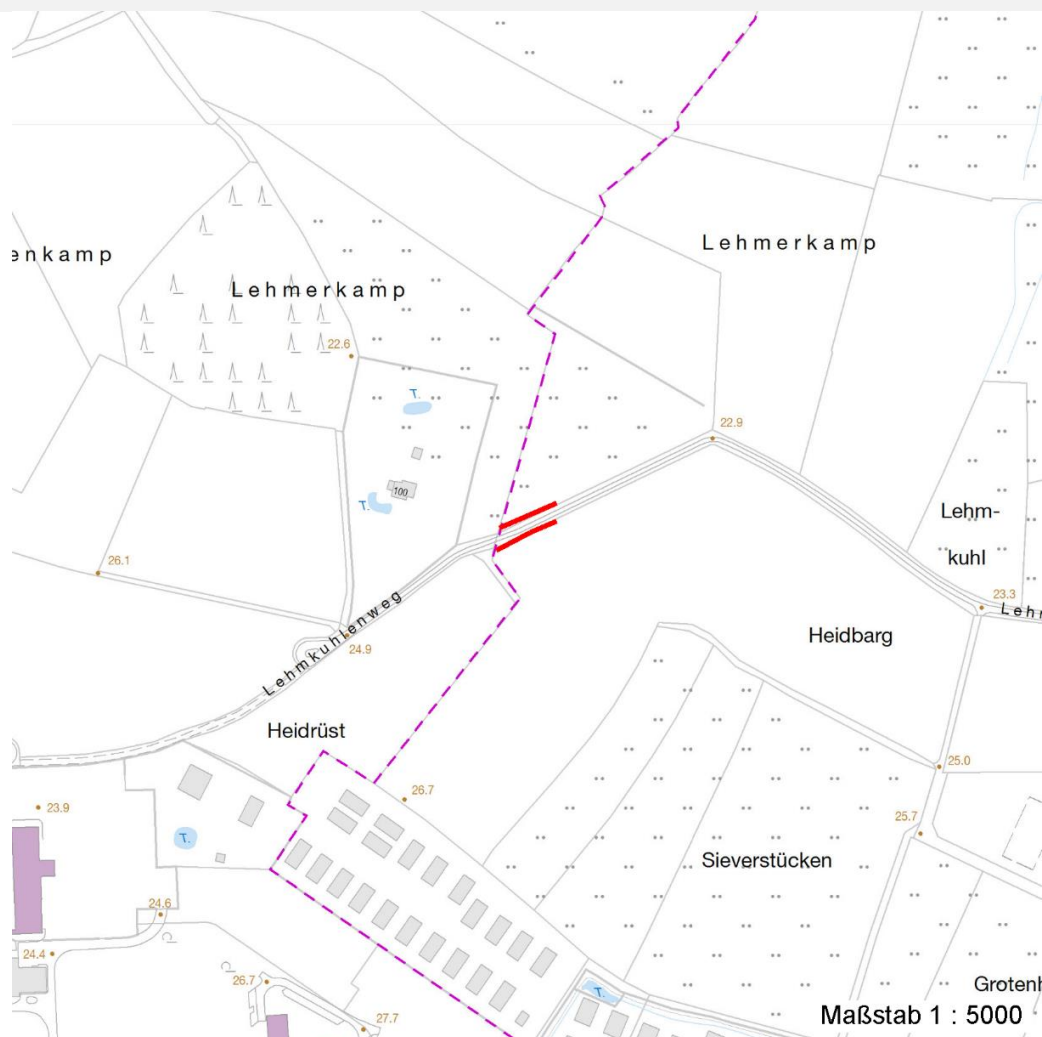 Lehmerkamp
enkamp
Lehmerkamp
22.6
T.
22.9
100
T.
Lehm-
kuhl
26.1
23.3
Lehm
Lehmkuhlenweg
24.9
Heidbarg
Heidrüst
25.0
26.7
23.9
25.7
T.
Sieverstücken
24.6
24.4
26.7
Grotenh
T.
27.7
Maßstab 1 : 5000